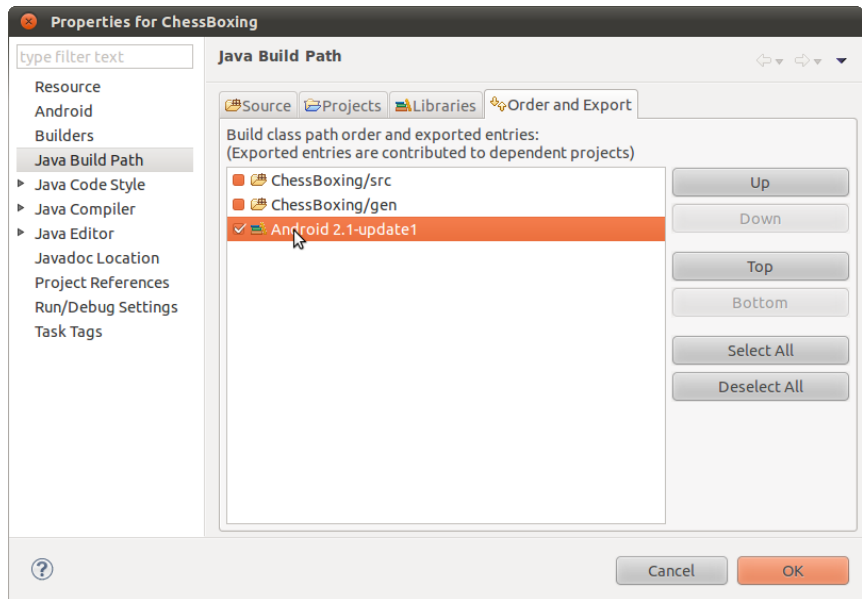 Properties for ChessBoxing
type filter text
Resource
Android
Builders
Java Build Path
Java Code Style
Java Compiler
Java Editor
Javadoc Location
Project References
Run/Debug Settings
Task Tags
Java Build Path
Source Projects Libraries Order and Export
Build class path order and exported entries:
(Exported entries are contributed to dependent projects)
ChessBoxing/src
ChessBoxing/gen
Android 2.1-update1
Up
Down
Top
Bottom
Select All
Deselect All
?
Cancel OK